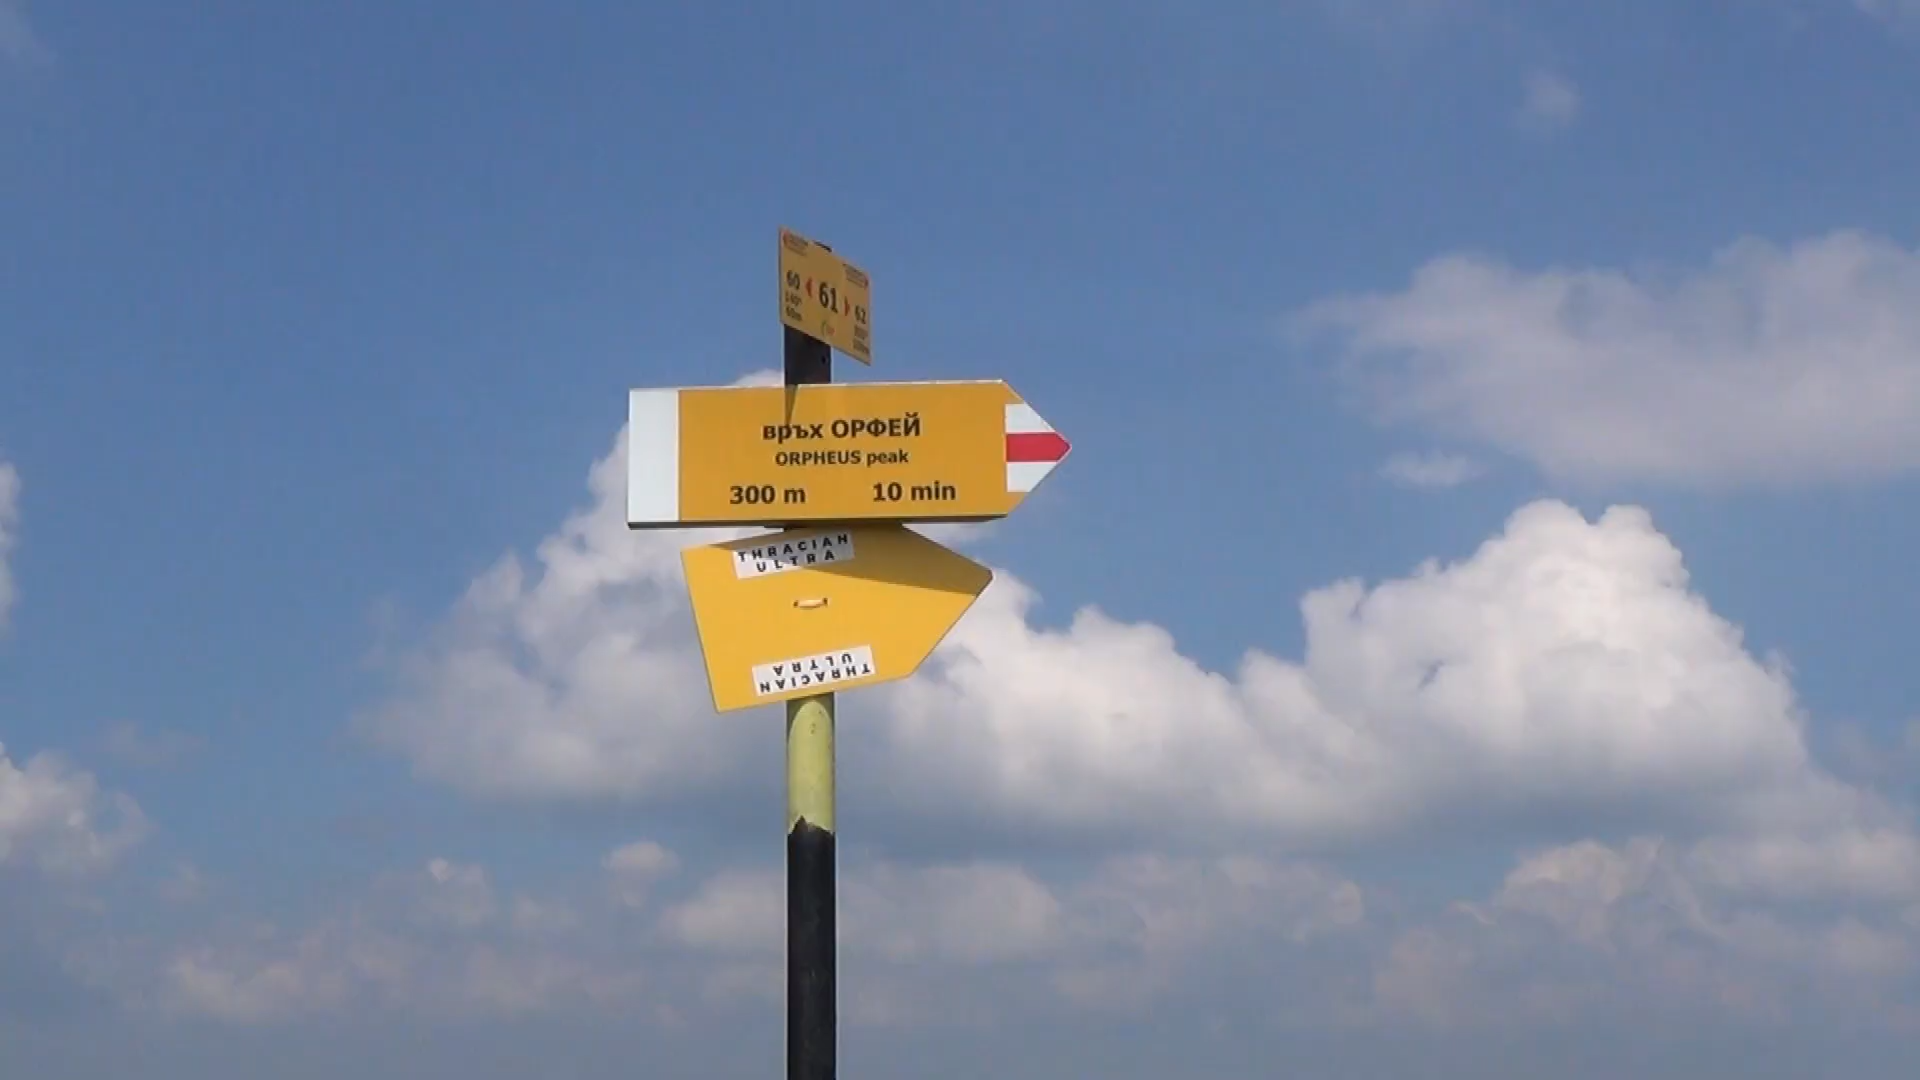 60 61 62
връх ОРФЕЙ
ORPHEUS peak
300 m 10 min
THRACIAN
ULTRA
THRACIAN
ULTRA